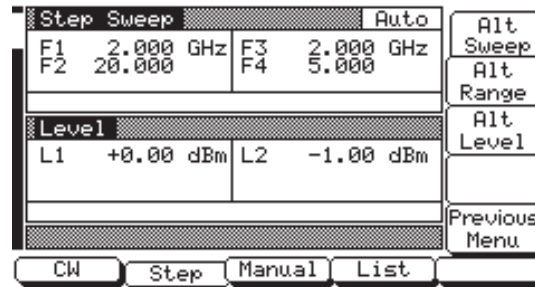 Step Sweep Auto
F1 2.000 GHz F3 2.000 GHz
F2 20.000 F4 5.000
Level
L1 +0.00 dBm L2 -1.00 dBm
Alt
Sweep
Alt
Range
Alt
Level
Previous
Menu
CW Step Manual List